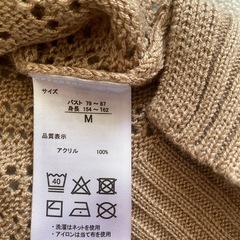 サイズ
バスト 79～87
身長 154～162
M
品質表示
アクリル 100%
40
・洗濯はネットを使用
・アイロンは当て布を使用